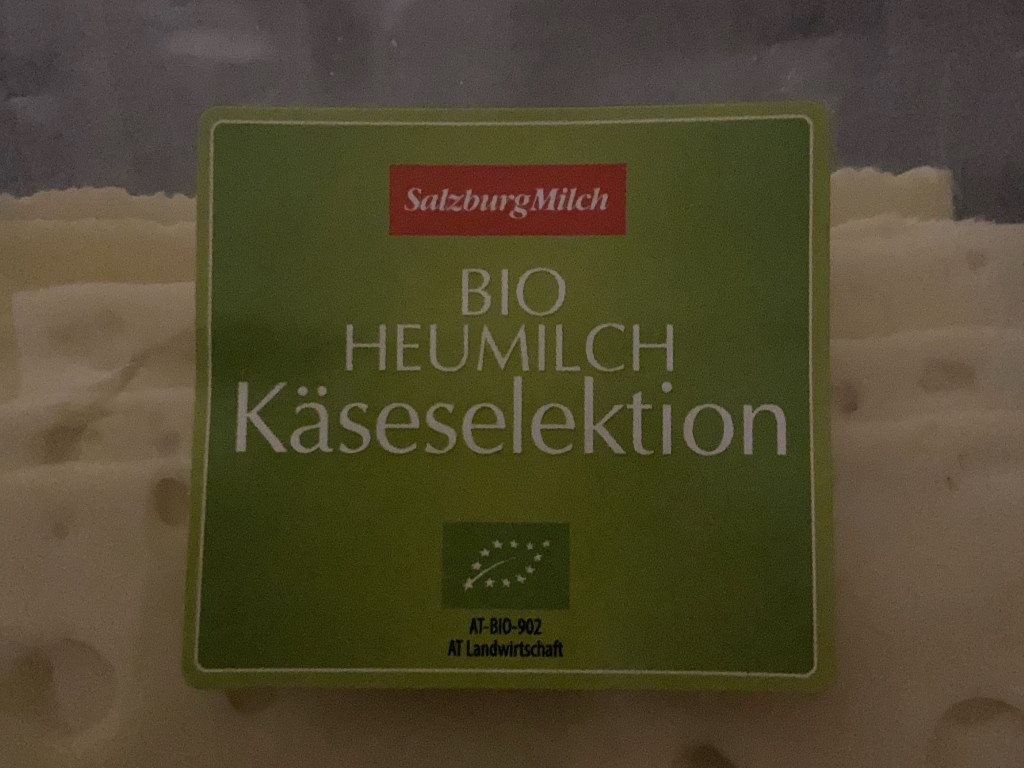 SalzburgMilch
BIO
HEUMILCH
Käseselektion
AT-BIO-902
AT Landwirtschaft